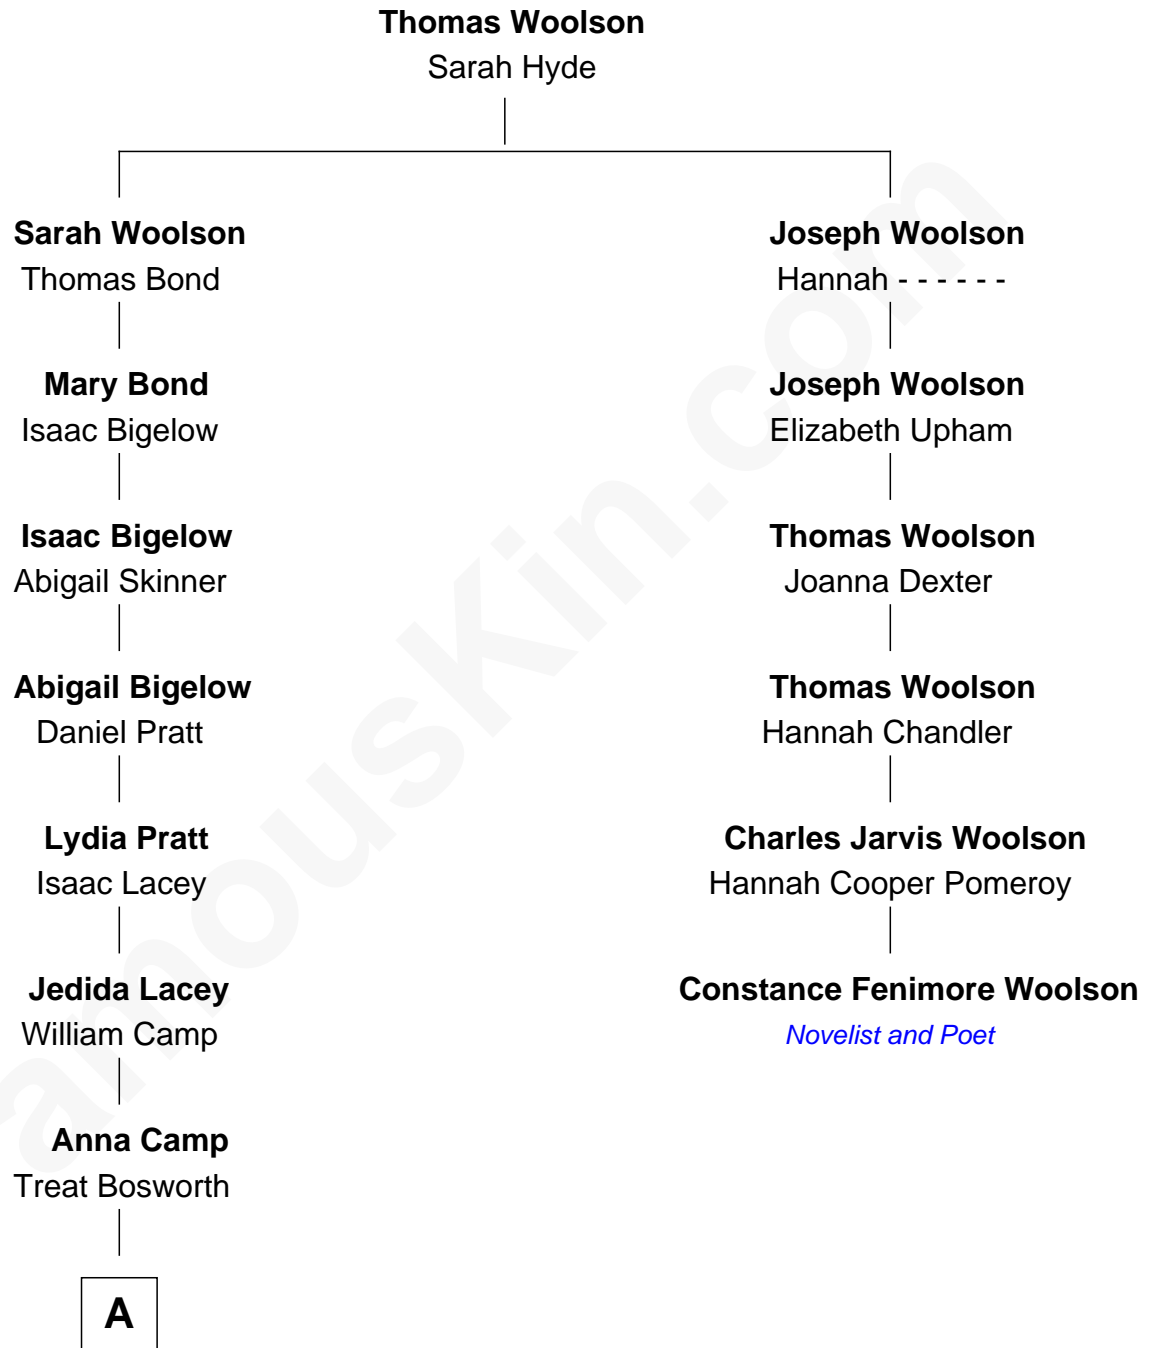 Thomas Woolson
Sarah Hyde
Sarah Woolson
Thomas Bond
Joseph Woolson
Hannah - - - - - -
Mary Bond
Isaac Bigelow
Joseph Woolson
Elizabeth Upham
Isaac Bigelow
Abigail Skinner
Thomas Woolson
Joanna Dexter
Abigail Bigelow
Daniel Pratt
Thomas Woolson
Hannah Chandler
Lydia Pratt
Isaac Lacey
Charles Jarvis Woolson
Hannah Cooper Pomeroy
Jedida Lacey
William Camp
Constance Fenimore Woolson
Novelist and Poet
Anna Camp
Treat Bosworth
A
amousKin.com